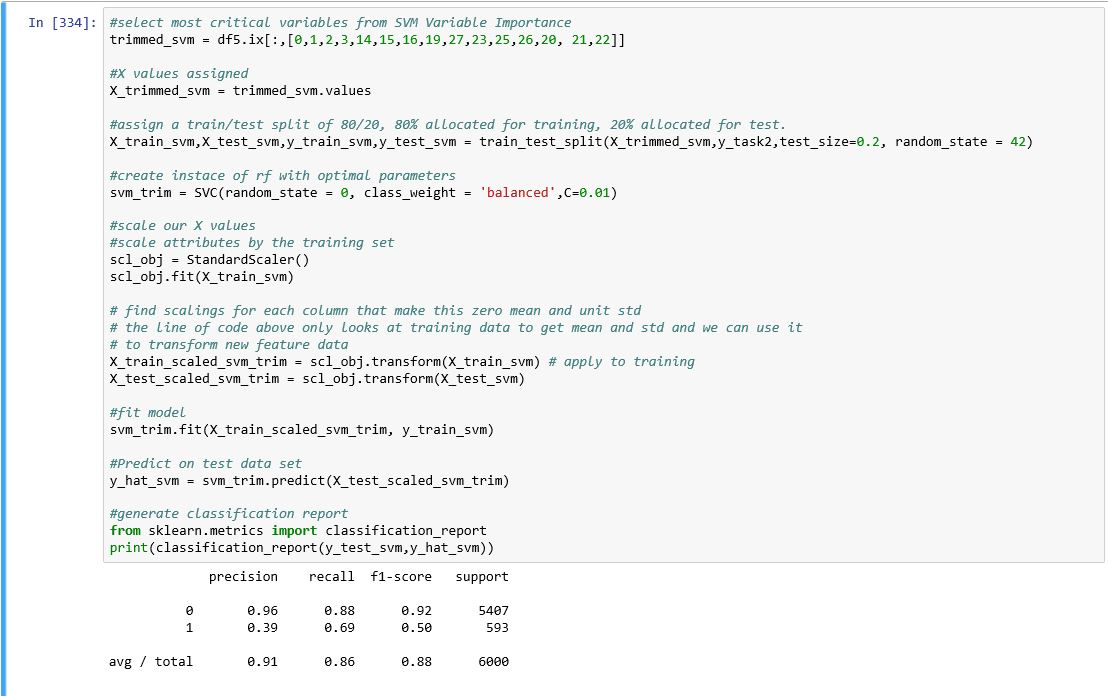 In [334]: #select most critical variables from SVM Variable Importance
trimmed_svm = df5.ix[:,[0,1,2,3,14,15,16,19,27,23,25,26,20, 21,22]]
#X values assigned
X_trimmed_svm = trimmed_svm.values
#assign a train/test split of 80/20, 80% allocated for training, 20% allocated for test.
X_train_svm,X_test_svm,y_train_svm,y_test_svm = train_test_split(X_trimmed_svm,y_task2,test_size=0.2, random_state = 42)
#create instace of rf with optimal parameters
svm_trim = SVC(random_state = 0, class_weight = 'balanced',C=0.01)
#scale our X values
#scale attributes by the training set
scl_obj = StandardScaler()
scl_obj.fit(X_train_svm)
# find scalings for each column that make this zero mean and unit std
# the line of code above only looks at training data to get mean and std and we can use it
# to transform new feature data
X_train_scaled_svm_trim = scl_obj.transform(X_train_svm) # apply to training
X_test_scaled_svm_trim = scl_obj.transform(X_test_svm)
#fit model
svm_trim.fit(X_train_scaled_svm_trim, y_train_svm)
#Predict on test data set
y_hat_svm = svm_trim.predict(X_test_scaled_svm_trim)
#generate classification report
from sklearn.metrics import classification_report
print(classification_report(y_test_svm,y_hat_svm))
precision recall f1-score support
0 0.96 0.88 0.92 5407
1 0.39 0.69 0.50 593
avg / total 0.91 0.86 0.88 6000